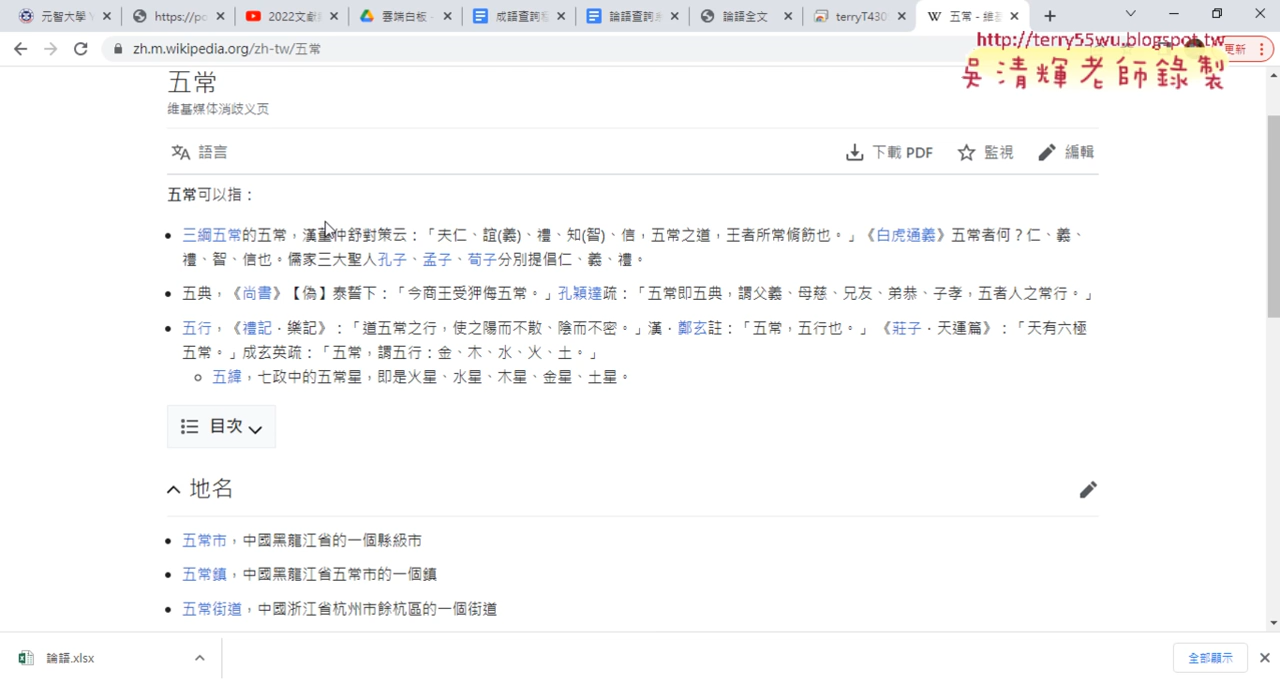 元智大學 Y
https://po
2022文獻
雲端白板 -
成語查詢程
論語查詢系
論語全文
terryT430
五常 - 維基
zh.m.wikipedia.org/zh-tw/五常
更新
http://terry55wu.blogspot.tw
吳清輝老師錄製
五常
维基媒体消歧义页
語言
下載 PDF
監視
編輯
五常可以指：
三綱五常的五常，漢董仲舒對策云：「夫仁、誼(義)、禮、知(智)、信，五常之道，王者所常脩飭也。」《白虎通義》五常者何？仁、義、
禮、智、信也。儒家三大聖人孔子、孟子、荀子分別提倡仁、義、禮。
五典，《尚書》【偽】泰誓下：「今商王受狎侮五常。」孔穎達疏：「五常即五典，謂父義、母慈、兄友、弟恭、子孝，五者人之常行。」
五行，《禮記．樂記》：「道五常之行，使之陽而不散、陰而不密。」漢．鄭玄註：「五常，五行也。」《莊子．天運篇》：「天有六極
五常。」成玄英疏：「五常，謂五行：金、木、水、火、土。」
五緯，七政中的五常星，即是火星、水星、木星、金星、土星。
目次
地名
五常市，中國黑龍江省的一個縣級市
五常鎮，中國黑龍江省五常市的一個鎮
五常街道，中國浙江省杭州市餘杭區的一個街道
論語.xlsx
全部顯示